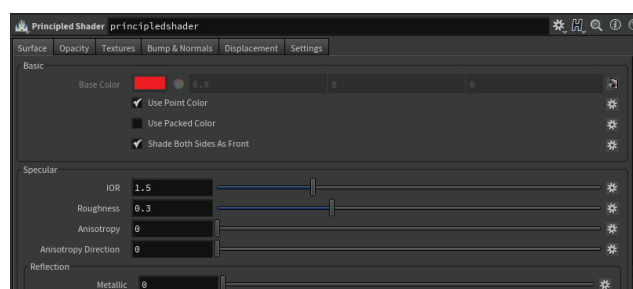 Principled Shader principledshader
Surface Opacity Textures Bump & Normals Displacement Settings
Basic
Base Color 0.9 0 0
Use Point Color
Use Packed Color
Shade Both Sides As Front
Specular
IOR 1.5
Roughness 0.3
Anisotropy 0
Anisotropy Direction 0
Reflection
Metallic 0